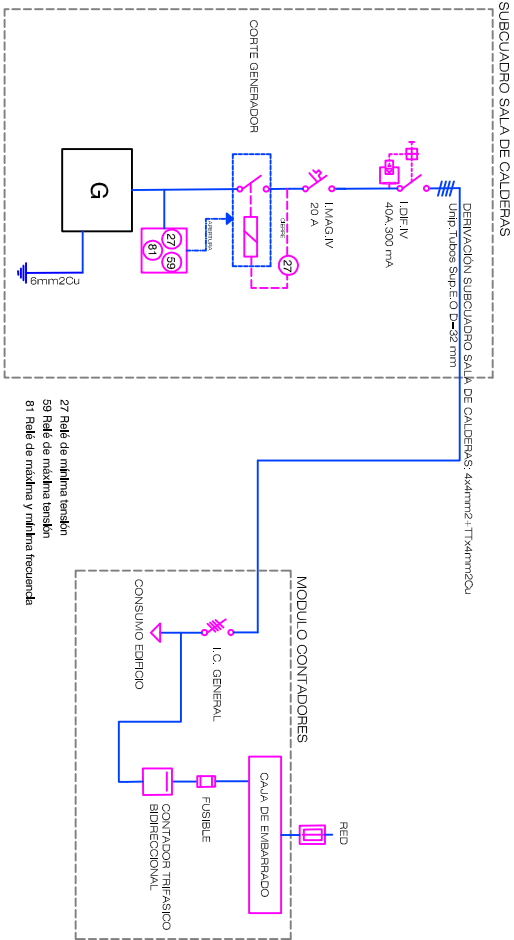 SUBCUADRO SALA DE CALDERAS
DERIVACIÓN SUBCUADRO SALA DE CALDERAS: 4x4mm2+TTx4mm2Cu
Unip.Tubos Sup.E.O D=32 mm
I.DIF.IV
40A,300 mA
I.MAG.IV
20 A
CORTE GENERADOR
CIERRE
27
APERTURA
27
59
81
G
6mm2Cu
27 Relé de mínima tensión
59 Relé de máxima tensión
81 Relé de máxima y mínima frecuencia
MODULO CONTADORES
I.C. GENERAL
CONSUMO EDIFICIO
RED
CAJA DE EMBARRADO
FUSIBLE
CONTADOR TRIFASICO
BIDIRECCIONAL